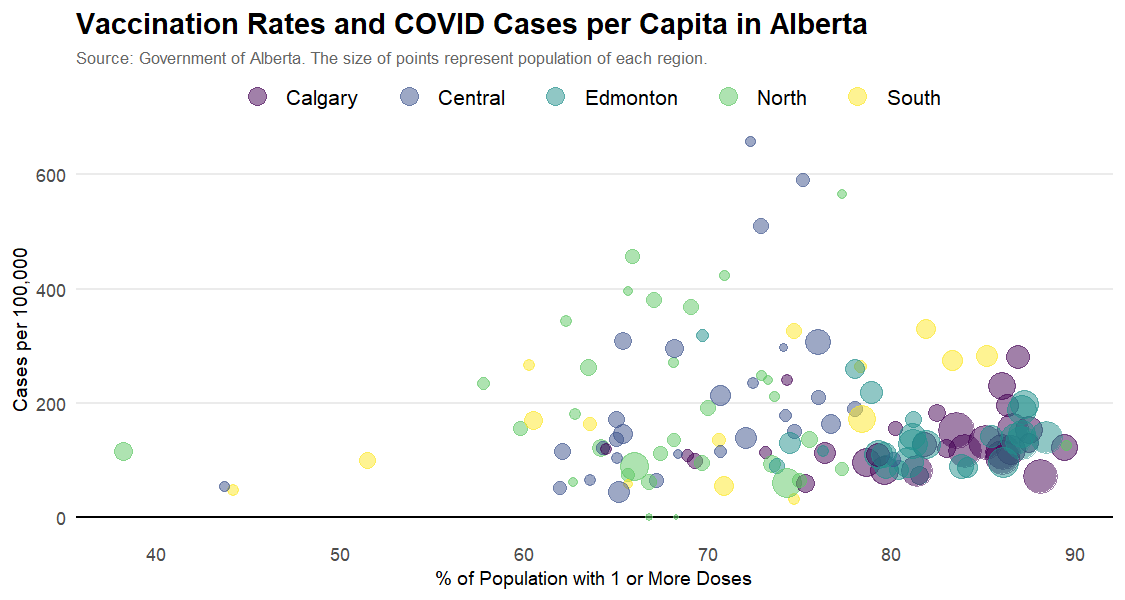 Vaccination Rates and COVID Cases per Capita in Alberta
Source: Government of Alberta. The size of points represent population of each region.
Calgary Central Edmonton North South
Cases per 100,000
600
400
200
0
40 50 60 70 80 90
% of Population with 1 or More Doses